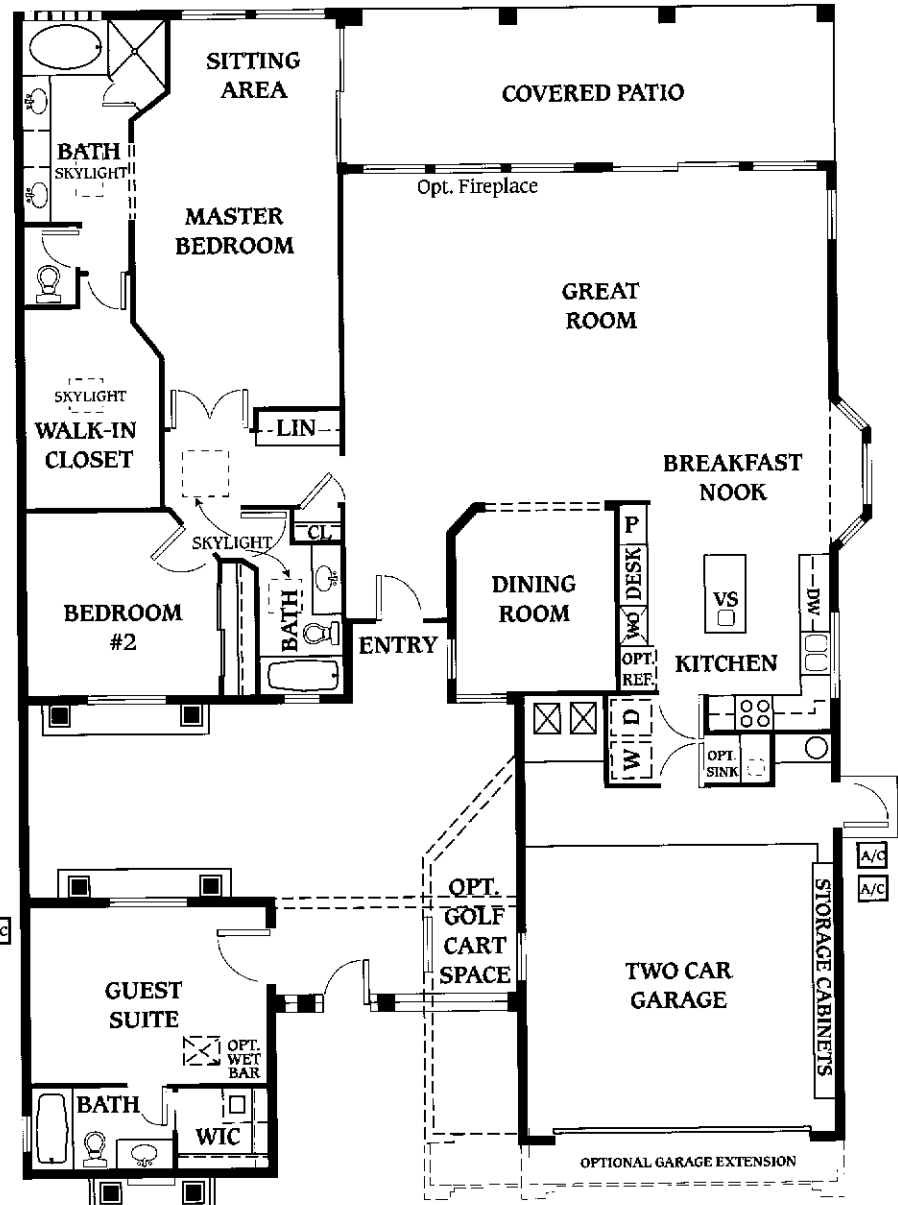 SITTING
AREA
COVERED PATIO
BATH
SKYLIGHT
Opt. Fireplace
MASTER
BEDROOM
GREAT
ROOM
SKYLIGHT
WALK-IN
CLOSET
LIN
BREAKFAST
NOOK
SKYLIGHT
CL
P
DESK
WO
OPT.
REF.
DINING
ROOM
VS
DW
BEDROOM
#2
BATH
ENTRY
KITCHEN
D
W
OPT.
SINK
A/C
A/C
OPT.
GOLF
CART
SPACE
STORAGE CABINETS
C
TWO CAR
GARAGE
GUEST
SUITE
OPT.
WET
BAR
BATH
WIC
OPTIONAL GARAGE EXTENSION